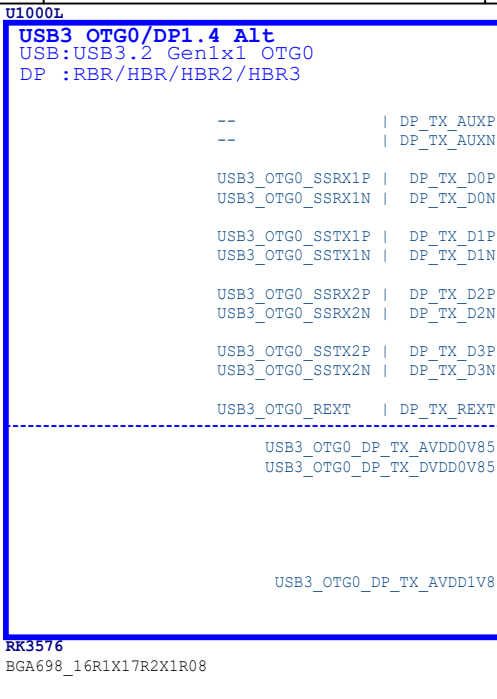 U1000L
USB3 OTG0/DP1.4 Alt
USB:USB3.2 Gen1x1 OTG0
DP :RBR/HBR/HBR2/HBR3
-- | DP_TX_AUXP
-- | DP_TX_AUXN
USB3_OTG0_SSRX1P | DP_TX_D0P
USB3_OTG0_SSRX1N | DP_TX_D0N
USB3_OTG0_SSTX1P | DP_TX_D1P
USB3_OTG0_SSTX1N | DP_TX_D1N
USB3_OTG0_SSRX2P | DP_TX_D2P
USB3_OTG0_SSRX2N | DP_TX_D2N
USB3_OTG0_SSTX2P | DP_TX_D3P
USB3_OTG0_SSTX2N | DP_TX_D3N
USB3_OTG0_REXT | DP_TX_REXT
USB3_OTG0_DP_TX_AVDD0V85
USB3_OTG0_DP_TX_DVDD0V85
USB3_OTG0_DP_TX_AVDD1V8
RK3576
BGA698_16R1X17R2X1R08